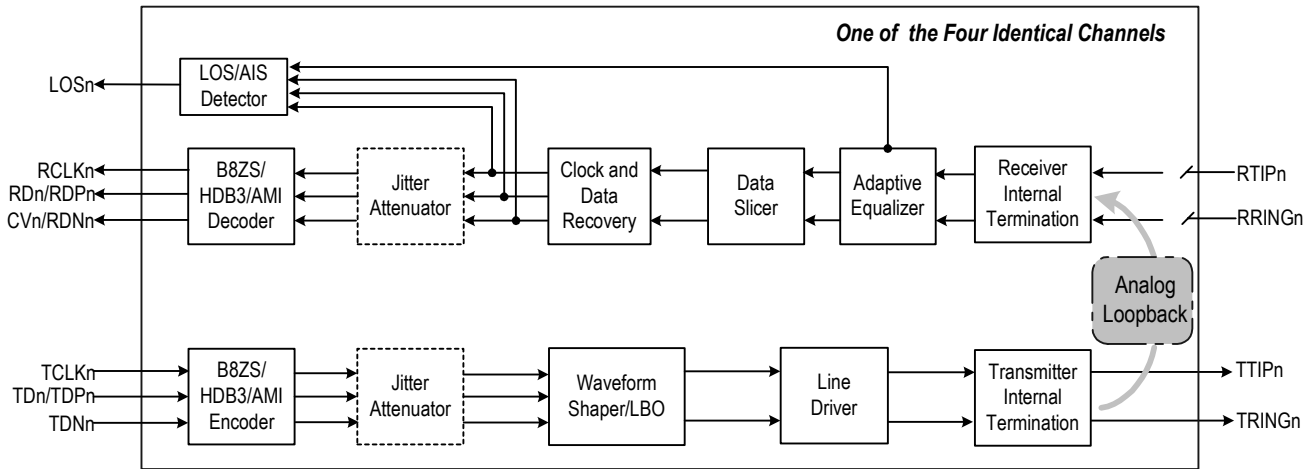 One of the Four Identical Channels
LOSn
LOS/AIS
Detector
RCLKn
RDn/RDPn
CVn/RDNn
B8ZS/
HDB3/AMI
Decoder
Jitter
Attenuator
Clock and
Data
Recovery
Data
Slicer
Adaptive
Equalizer
Receiver
Internal
Termination
RTIPn
RRINGn
Analog
Loopback
TCLKn
TDn/TDPn
TDNn
B8ZS/
HDB3/AMI
Encoder
Jitter
Attenuator
Waveform
Shaper/LBO
Line
Driver
Transmitter
Internal
Termination
TTIPn
TRINGn